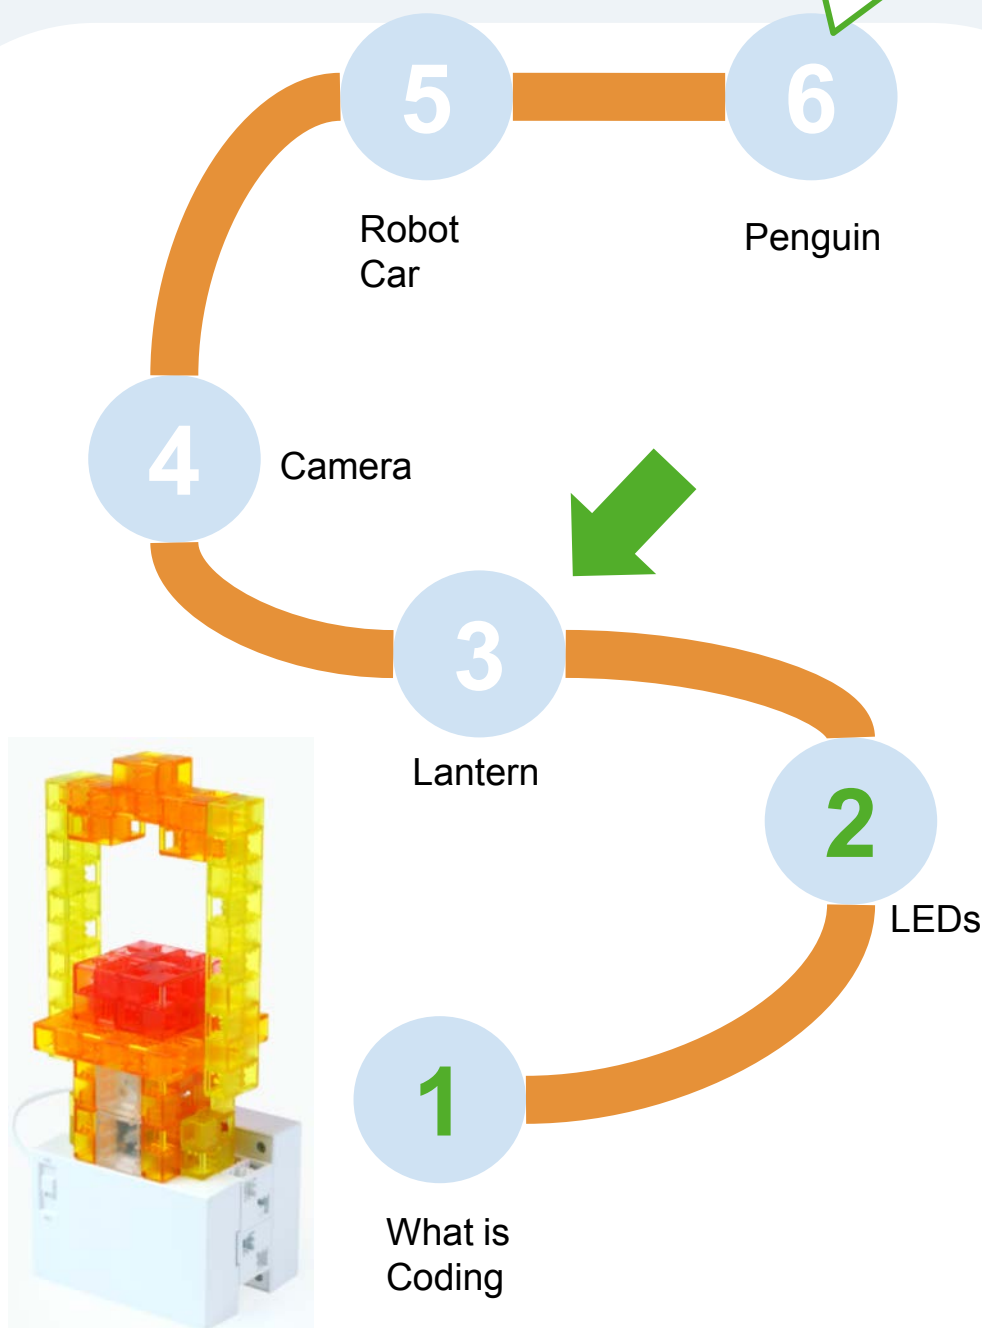 5
6
Robot
Car
Penguin
4
Camera
3
Lantern
2
LEDs
1
What is
Coding